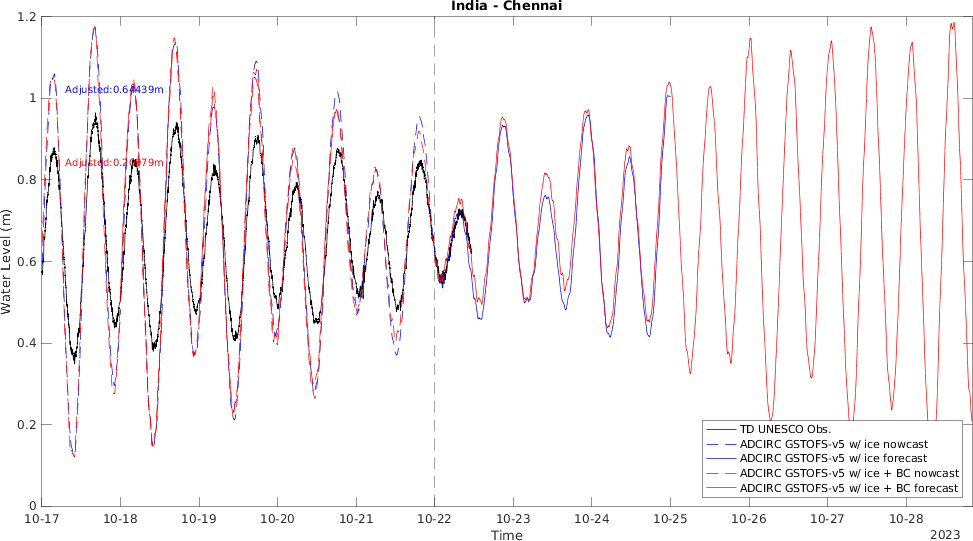 India - Chennai
1.2
1
0.8
0.6
0.4
0.2
0
Water Level (m)
Adjusted:0.64439m
Adjusted:0.20979m
TD UNESCO Obs.
ADCIRC GSTOFS-v5 w/ ice nowcast
ADCIRC GSTOFS-v5 w/ ice forecast
ADCIRC GSTOFS-v5 w/ ice + BC nowcast
ADCIRC GSTOFS-v5 w/ ice + BC forecast
10-17 10-18 10-19 10-20 10-21 10-22 10-23 10-24 10-25 10-26 10-27 10-28
Time
2023